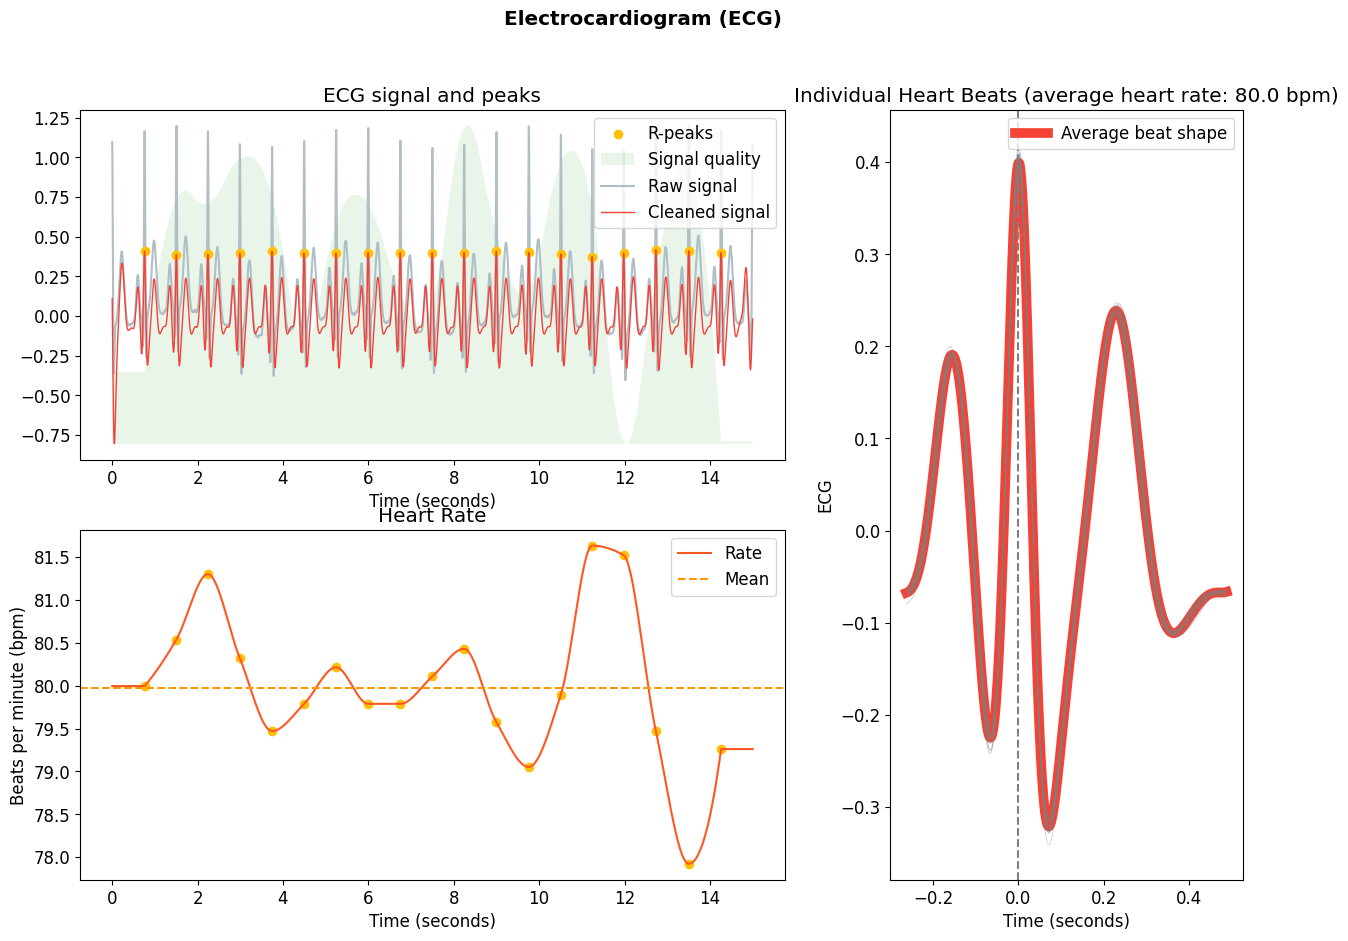 Electrocardiogram (ECG)
ECG signal and peaks
1.25
1.00
0.75
0.50
0.25
0.00
−0.25
−0.50
−0.75
R-peaks
Signal quality
Raw signal
Cleaned signal
0 2 4 6 8 10 12 14
Time (seconds)
Heart Rate
Beats per minute (bpm)
81.5
81.0
80.5
80.0
79.5
79.0
78.5
78.0
Rate
Mean
0 2 4 6 8 10 12 14
Time (seconds)
Individual Heart Beats (average heart rate: 80.0 bpm)
Average beat shape
ECG
0.4
0.3
0.2
0.1
0.0
−0.1
−0.2
−0.3
−0.2 0.0 0.2 0.4
Time (seconds)